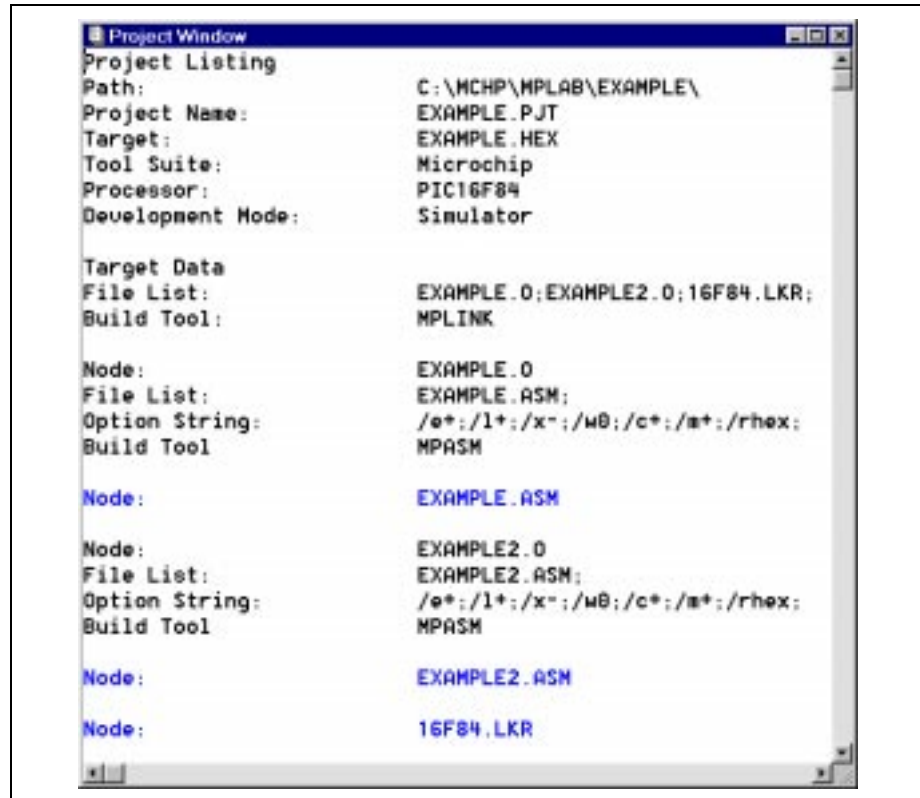 Project Window
Project Listing
Path: C:\MCHP\MPLAB\EXAMPLE\
Project Name: EXAMPLE.PJT
Target: EXAMPLE.HEX
Tool Suite: Microchip
Processor: PIC16F84
Development Mode: Simulator
Target Data
File List: EXAMPLE.O;EXAMPLE2.O;16F84.LKR;
Build Tool: MPLINK
Node: EXAMPLE.O
File List: EXAMPLE.ASM;
Option String: /e+;/l+;/x-;/w0;/c+;/m+;/rhex;
Build Tool MPASM
Node: EXAMPLE.ASM
Node: EXAMPLE2.O
File List: EXAMPLE2.ASM;
Option String: /e+;/l+;/x-;/w0;/c+;/m+;/rhex;
Build Tool MPASM
Node: EXAMPLE2.ASM
Node: 16F84.LKR